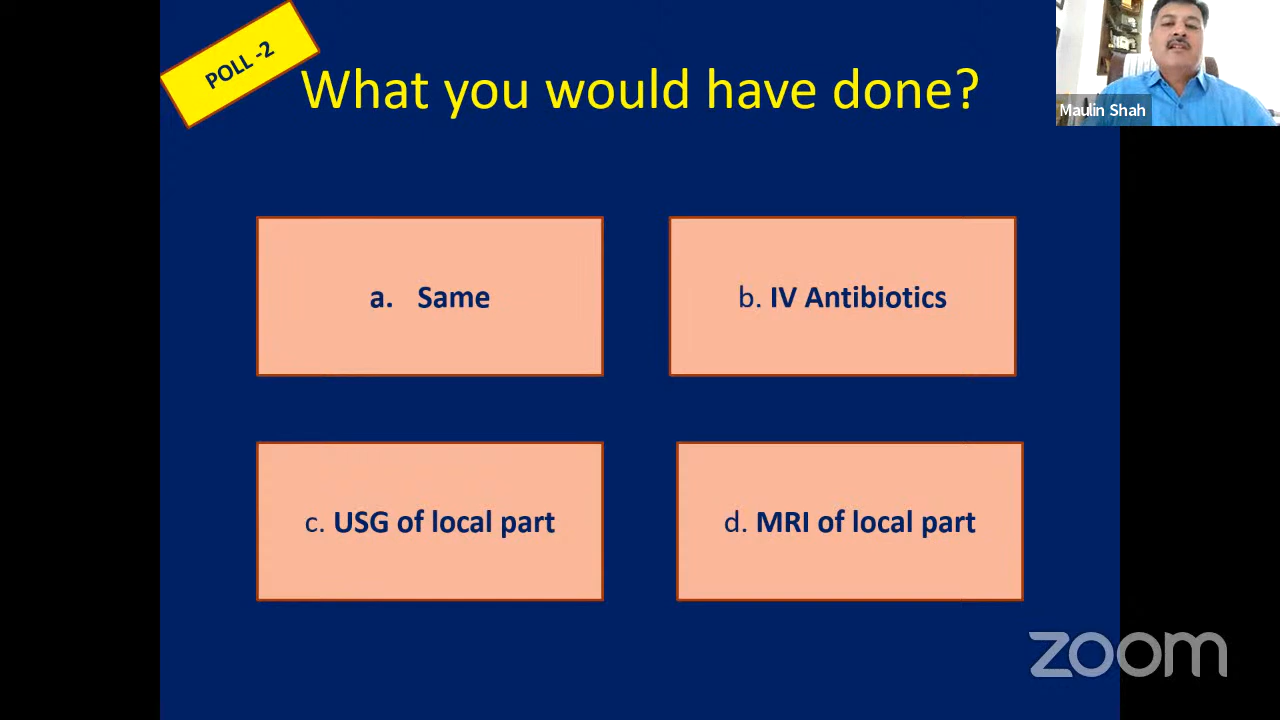 POLL -2
What you would have done?
Maulin Shah
a. Same
b. IV Antibiotics
c. USG of local part
d. MRI of local part
zoom